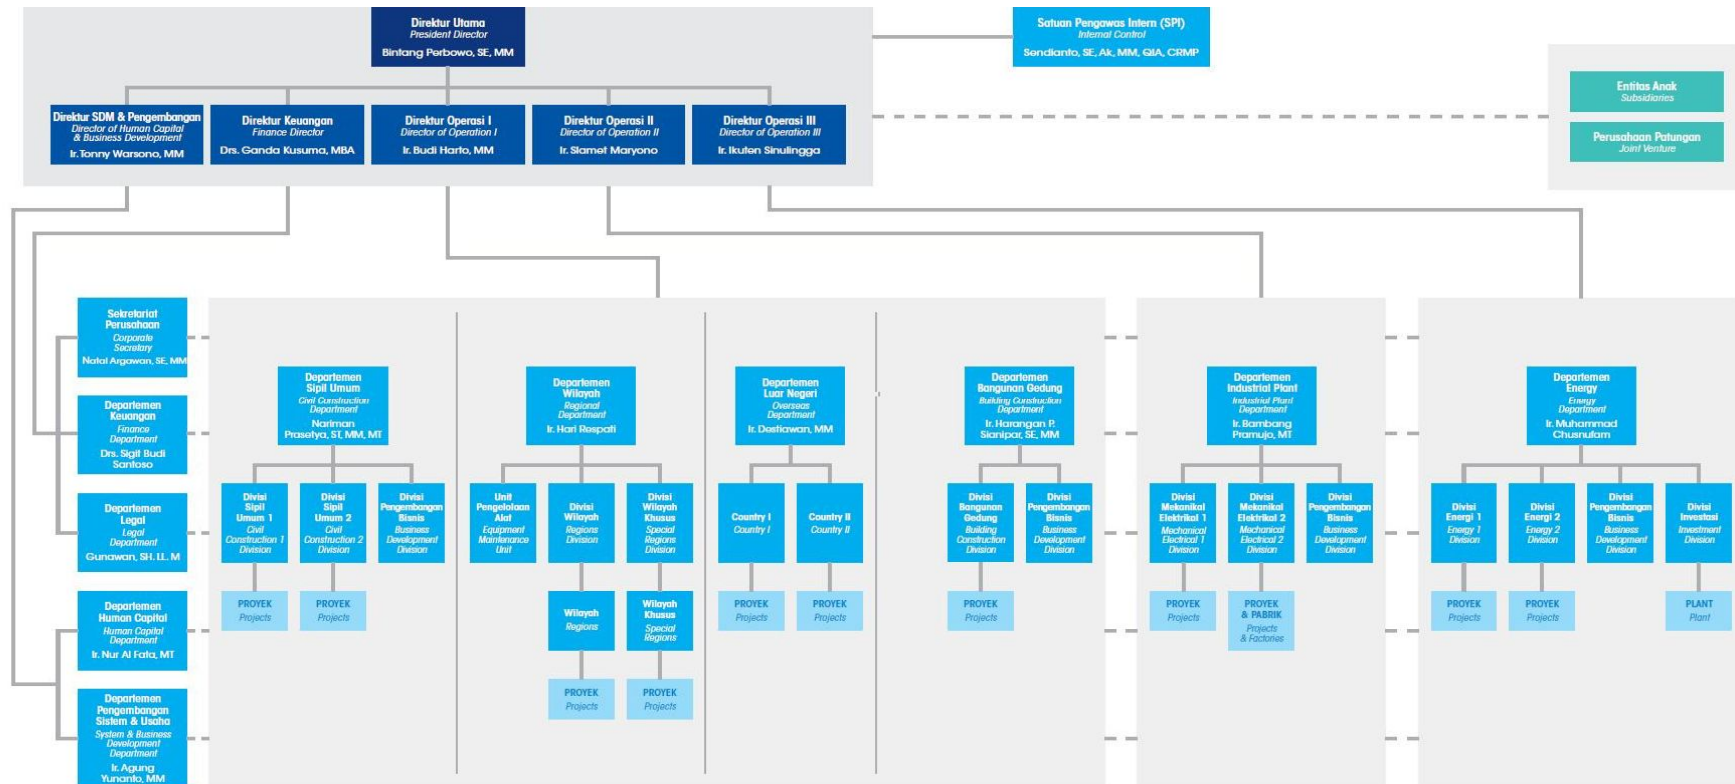 Direktur Utama
President Director
Bintang Perbowo, SE, MM
Satuan Pengawas Intern (SPI)
Internal Control
Sendianto, SE, Ak, MM, QIA, CRMP
Entitas Anak
Subsidiaries
Perusahaan Patungan
Joint Venture
Direktur SDM & Pengembangan
Director of Human Capital
& Business Development
Ir. Tonny Warsono, MM
Direktur Keuangan
Finance Director
Drs. Ganda Kusuma, MBA
Direktur Operasi I
Director of Operation I
Ir. Budi Harto, MM
Direktur Operasi II
Director of Operation II
Ir. Slamet Maryono
Direktur Operasi III
Director of Operation III
Ir. Ikuten Sinulingga
Sekretariat
Perusahaan
Corporate
Secretary
Natal Argawan, SE, MM
Departemen
Keuangan
Finance
Department
Drs. Sigit Budi
Santoso
Departemen
Legal
Legal
Department
Gunawan, SH. LL. M
Departemen
Human Capital
Human Capital
Department
Ir. Nur Al Fata, MT
Departemen
Pengembangan
Sistem & Usaha
System & Business
Development
Department
Ir. Agung
Yunanto, MM
Departemen
Sipil Umum
Civil Construction
Department
Nariman
Prasetya, ST, MM, MT
Divisi
Sipil
Umum 1
Civil
Construction 1
Division
PROYEK
Projects
Divisi
Sipil
Umum 2
Civil
Construction 2
Division
PROYEK
Projects
Divisi
Pengembangan
Bisnis
Business
Development
Division
Departemen
Wilayah
Regional
Department
Ir. Hari Respati
Unit
Pengelolaan
Alat
Equipment
Maintenance
Unit
Divisi
Wilayah
Regions
Division
Wilayah
Regions
PROYEK
Projects
Divisi
Wilayah
Khusus
Special
Regions
Division
Wilayah
Khusus
Special
Regions
PROYEK
Projects
Departemen
Luar Negeri
Overseas
Department
Ir. Destiawan, MM
Country I
Country I
PROYEK
Projects
Country II
Country II
PROYEK
Projects
Departemen
Bangunan Gedung
Building Construction
Department
Ir. Harangan P.
Sianipar, SE, MM
Divisi
Bangunan
Gedung
Building
Construction
Division
PROYEK
Projects
Divisi
Pengembangan
Bisnis
Business
Development
Division
Departemen
Industrial Plant
Industrial Plant
Department
Ir. Bambang
Pramujo, MT
Divisi
Mekanikal
Elektrikal 1
Mechanical
Electrical 1
Division
PROYEK
Projects
Divisi
Mekanikal
Elektrikal 2
Mechanical
Electrical 2
Division
PROYEK
& PABRIK
Projects
& Factories
Divisi
Pengembangan
Bisnis
Business
Development
Division
Departemen
Energy
Energy
Department
Ir. Muhammad
Chusnufam
Divisi
Energi 1
Energy 1
Division
PROYEK
Projects
Divisi
Energi 2
Energy 2
Division
PROYEK
Projects
Divisi
Pengembangan
Bisnis
Business
Development
Division
Divisi
Investasi
Investment
Division
PLANT
Plant